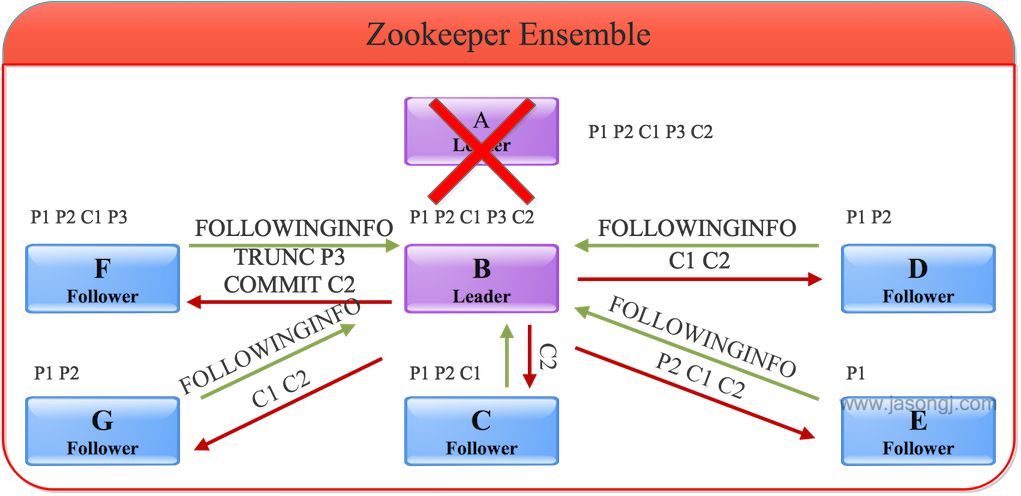 Zookeeper Ensemble
A
P1 P2 C1 P3 C2
P1 P2 C1 P3
FOLLOWINGINFO
P1 P2 C1 P3 C2
FOLLOWINGINFO
P1 P2
F
Follower
TRUNC P3
COMMIT C2
B
Leader
C1 C2
D
Follower
P1 P2
FOLLOWINGINFO
C1 C2
P1 P2 C1
C2
FOLLOWINGINFO
P2 C1 C2
P1
www.jasongj.com
G
Follower
C
Follower
E
Follower